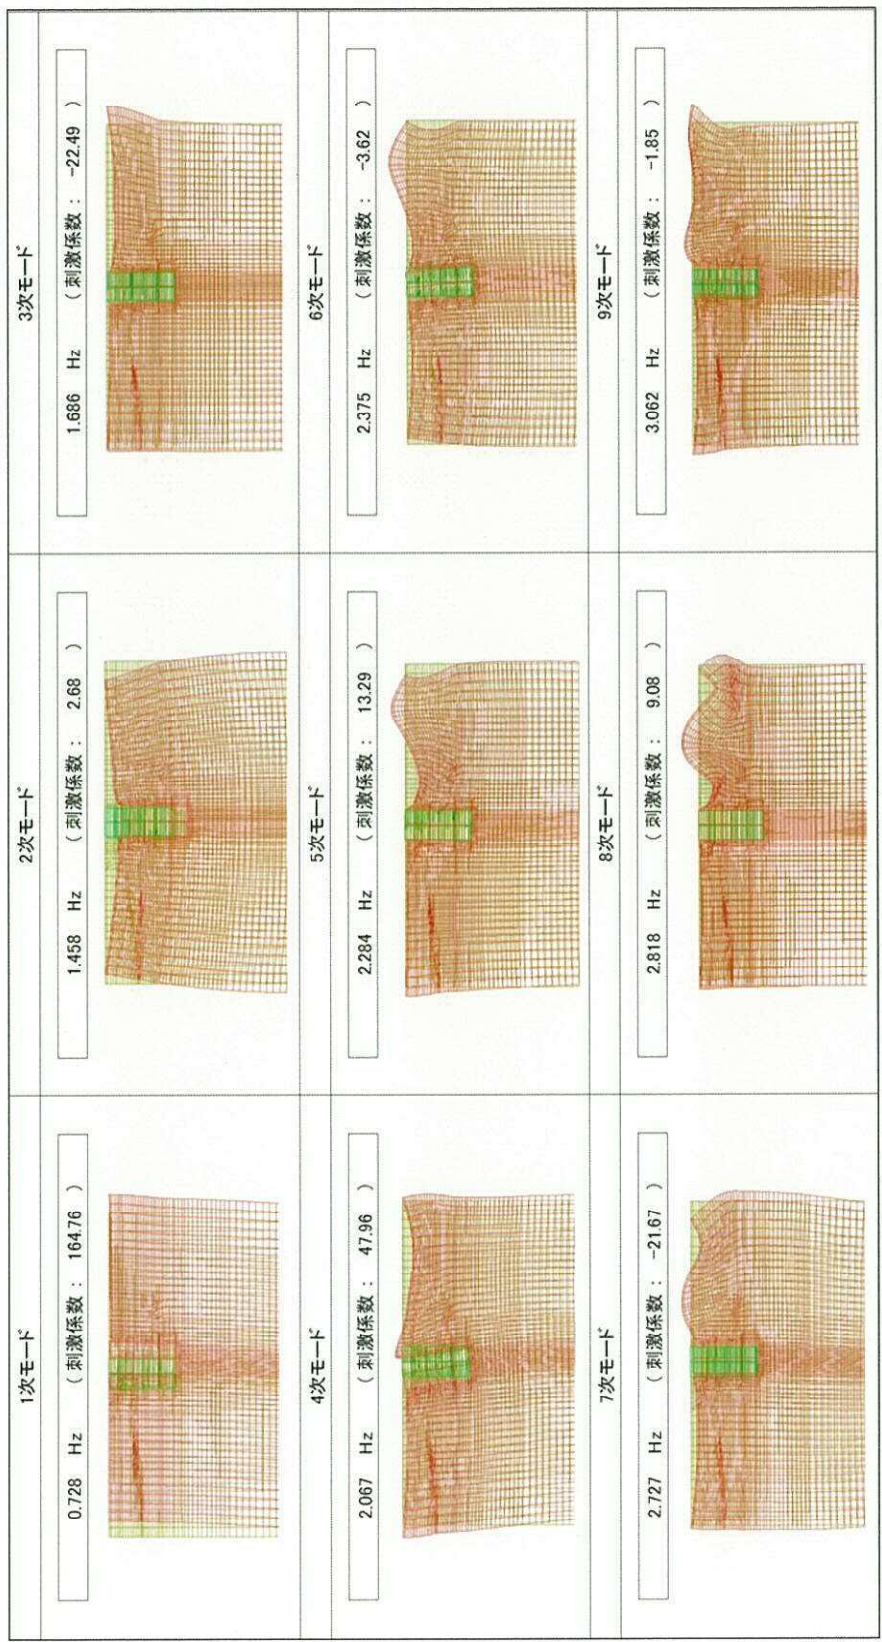 1次モード
0.728 Hz (刺激係数: 164.76 )
2次モード
1.458 Hz (刺激係数: 2.68 )
3次モード
1.686 Hz (刺激係数: -22.49 )
4次モード
2.067 Hz (刺激係数: 47.96 )
5次モード
2.284 Hz (刺激係数: 13.29 )
6次モード
2.375 Hz (刺激係数: -3.62 )
7次モード
2.727 Hz (刺激係数: -21.67 )
8次モード
2.818 Hz (刺激係数: 9.08 )
9次モード
3.062 Hz (刺激係数: -1.85 )